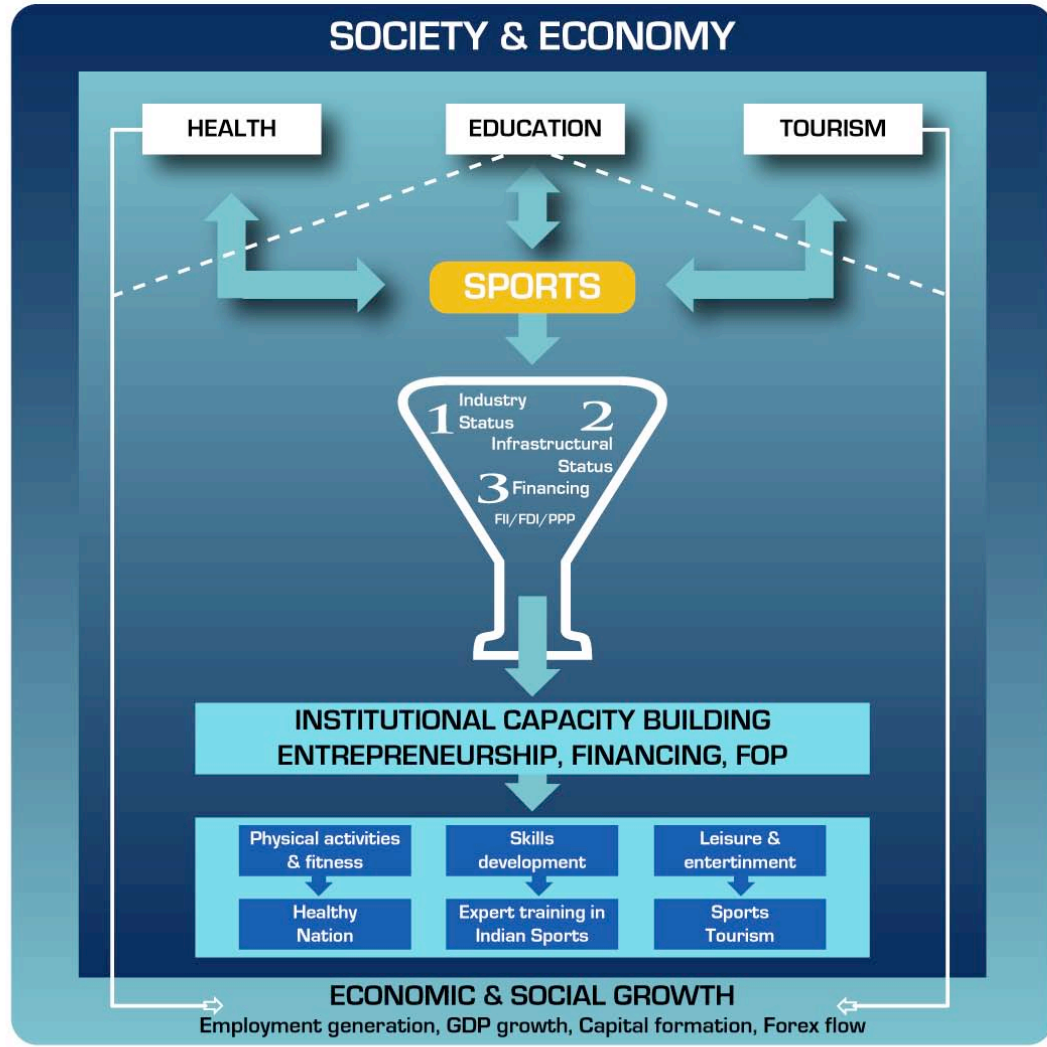 SOCIETY & ECONOMY
HEALTH
EDUCATION
TOURISM
SPORTS
1 Industry
Status
2
Infrastructural
Status
3 Financing
FII/FDI/PPP
INSTITUTIONAL CAPACITY BUILDING
ENTREPRENEURSHIP, FINANCING, FOP
Physical activities
& fitness
Skills
development
Leisure &
entertinment
Healthy
Nation
Expert training in
Indian Sports
Sports
Tourism
ECONOMIC & SOCIAL GROWTH
Employment generation, GDP growth, Capital formation, Forex flow